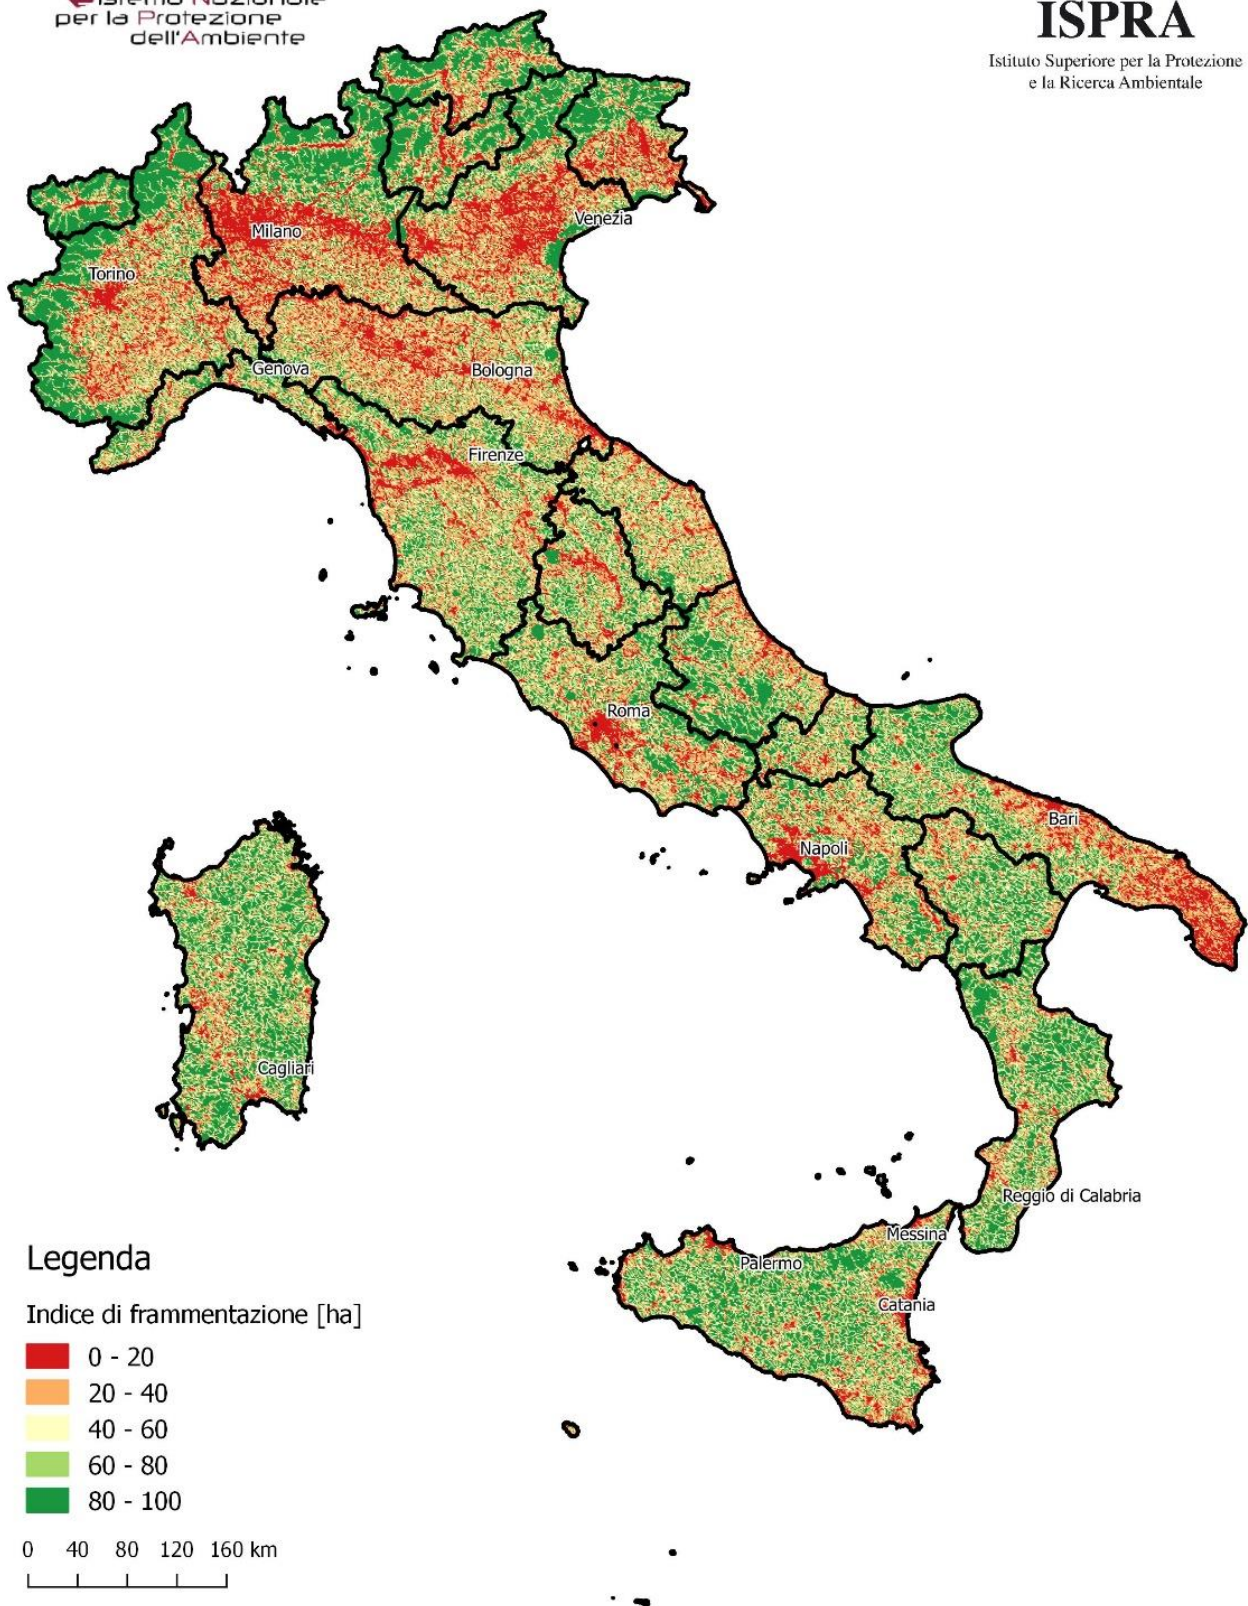 per la Protezione
dell'Ambiente
ISPRA
Istituto Superiore per la Protezione
e la Ricerca Ambientale
Milano
Venezia
Torino
Genova
Bologna
Firenze
Roma
Bari
Napoli
Cagliari
Reggio di Calabria
Messina
Palermo
Catania
Legenda
Indice di frammentazione [ha]
0 - 20
20 - 40
40 - 60
60 - 80
80 - 100
0 40 80 120 160 km